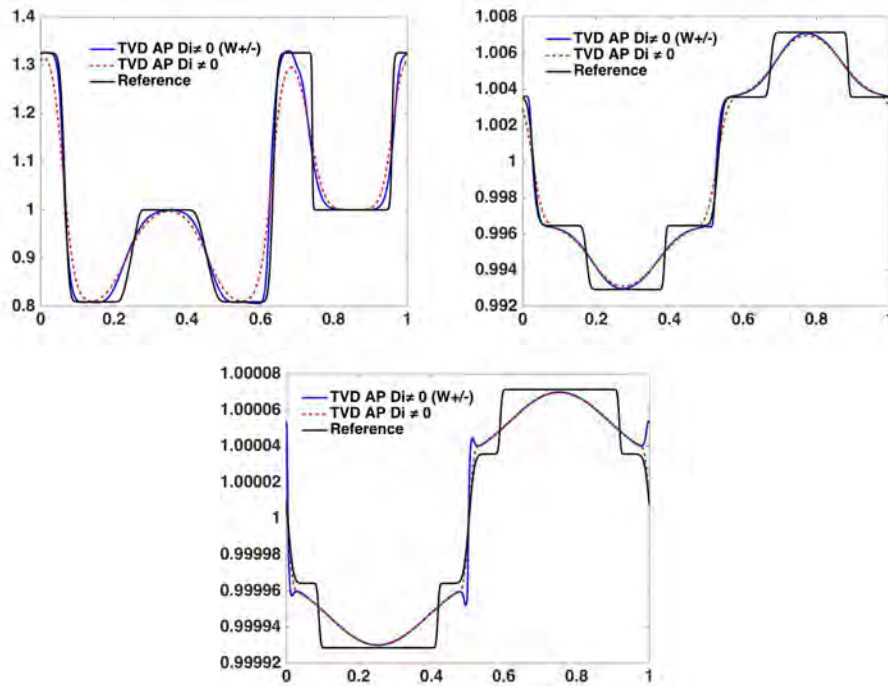 1.4
1.3
1.2
1.1
1
0.9
0.8
0 0.2 0.4 0.6 0.8 1
TVD AP Di≠ 0 (W+/-)
TVD AP Di ≠ 0
Reference
1.008
1.006
1.004
1.002
1
0.998
0.996
0.994
0.992
0 0.2 0.4 0.6 0.8 1
TVD AP Di≠ 0 (W+/-)
TVD AP Di ≠ 0
Reference
1.00008
1.00006
1.00004
1.00002
1
0.99998
0.99996
0.99994
0.99992
0 0.2 0.4 0.6 0.8 1
TVD AP Di≠ 0 (W+/-)
TVD AP Di ≠ 0
Reference